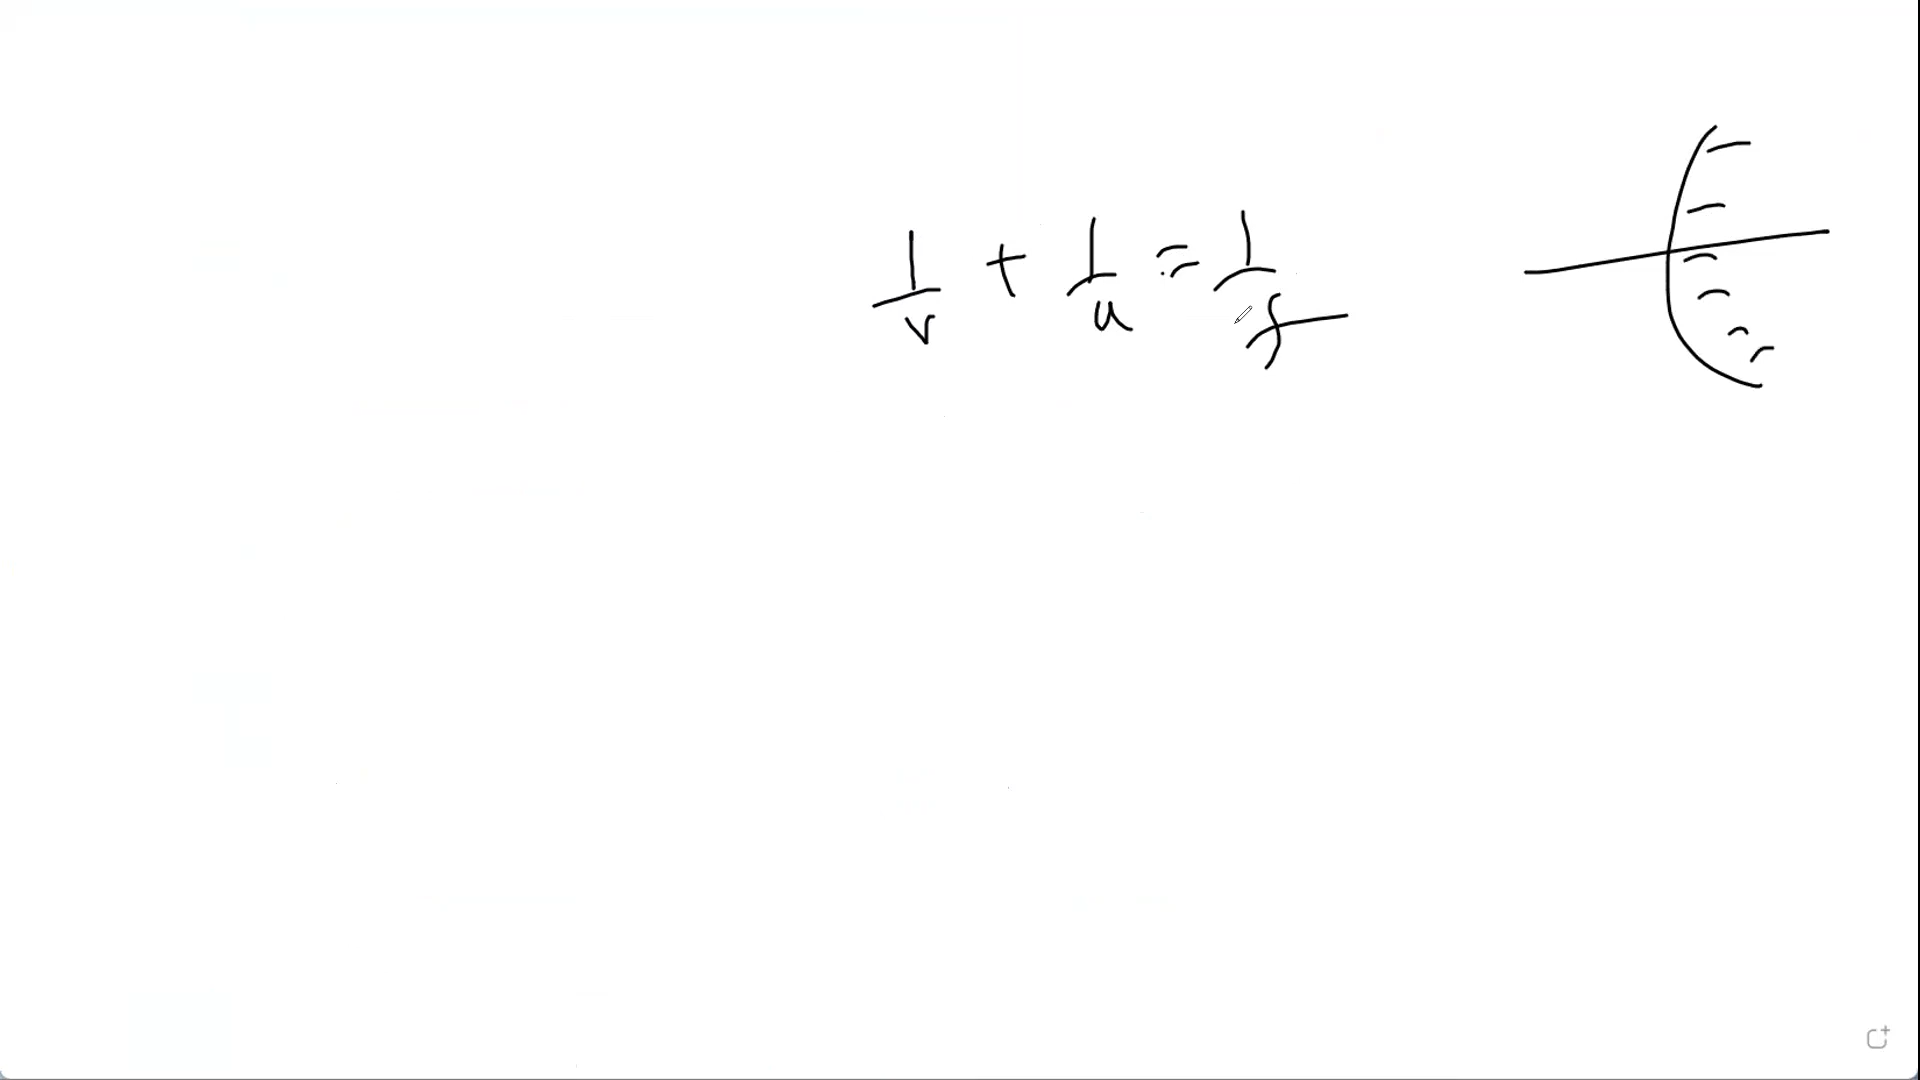 1/v + 1/u = 1/f